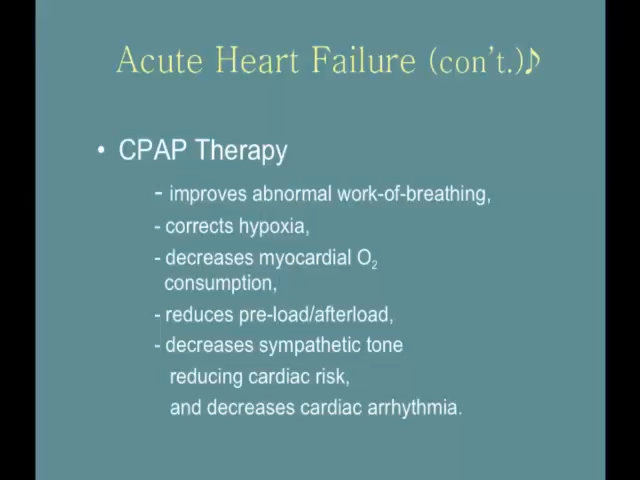 Acute Heart Failure (con't.)♪
• CPAP Therapy
- improves abnormal work-of-breathing,
- corrects hypoxia,
- decreases myocardial O₂
consumption,
- reduces pre-load/afterload,
- decreases sympathetic tone
reducing cardiac risk,
and decreases cardiac arrhythmia.